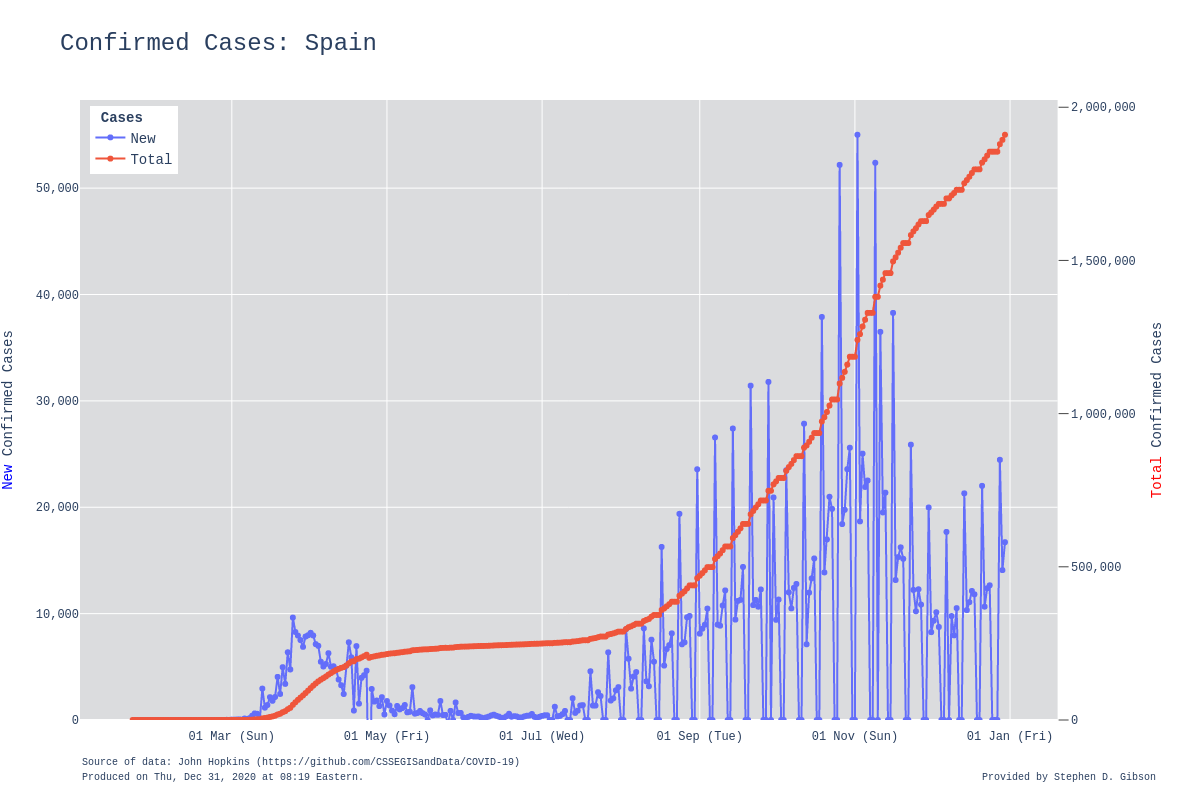 Confirmed Cases: Spain
Cases
New
Total
50,000
40,000
30,000
20,000
10,000
0
New Confirmed Cases
2,000,000
1,500,000
1,000,000
500,000
0
Total Confirmed Cases
01 Mar (Sun)
01 May (Fri)
01 Jul (Wed)
01 Sep (Tue)
01 Nov (Sun)
01 Jan (Fri)
Source of data: John Hopkins (https://github.com/CSSEGISandData/COVID-19)
Produced on Thu, Dec 31, 2020 at 08:19 Eastern.
Provided by Stephen D. Gibson